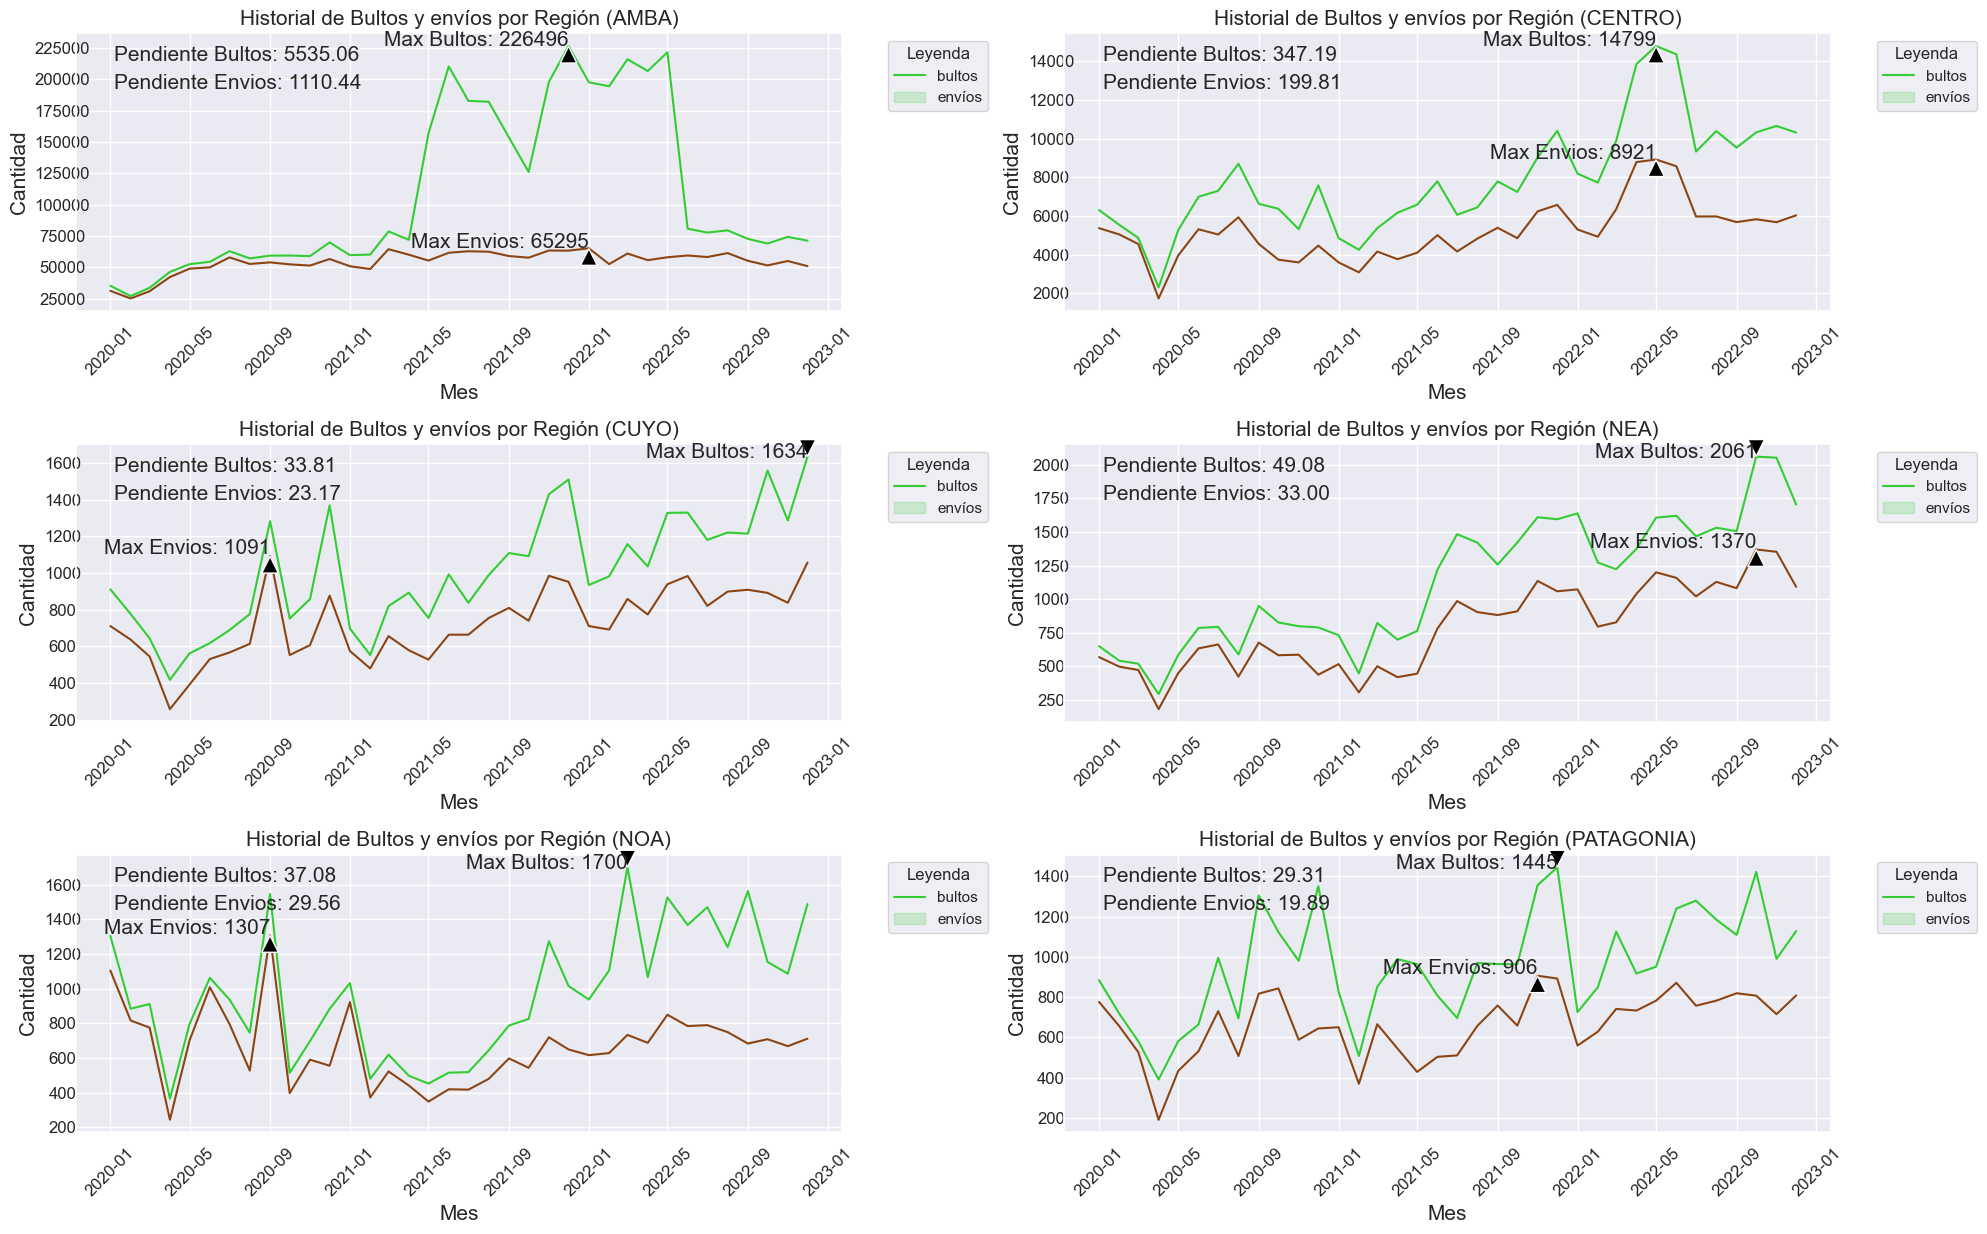 Historial de Bultos y envíos por Región (AMBA)
Max Bultos: 226496
Pendiente Bultos: 5535.06
Pendiente Envios: 1110.44
Max Envios: 65295
Cantidad
225000
200000
175000
150000
125000
100000
75000
50000
25000
2020-01
2020-05
2020-09
2021-01
2021-05
2021-09
2022-01
2022-05
2022-09
2023-01
Mes
Leyenda
bultos
envíos
Historial de Bultos y envíos por Región (CENTRO)
Max Bultos: 14799
Pendiente Bultos: 347.19
Pendiente Envios: 199.81
Max Envios: 8921
Cantidad
14000
12000
10000
8000
6000
4000
2000
2020-01
2020-05
2020-09
2021-01
2021-05
2021-09
2022-01
2022-05
2022-09
2023-01
Mes
Leyenda
bultos
envíos
Historial de Bultos y envíos por Región (CUYO)
Max Bultos: 1634
Pendiente Bultos: 33.81
Pendiente Envios: 23.17
Max Envios: 1091
Cantidad
1600
1400
1200
1000
800
600
400
200
2020-01
2020-05
2020-09
2021-01
2021-05
2021-09
2022-01
2022-05
2022-09
2023-01
Mes
Leyenda
bultos
envíos
Historial de Bultos y envíos por Región (NEA)
Max Bultos: 2061
Pendiente Bultos: 49.08
Pendiente Envios: 33.00
Max Envios: 1370
Cantidad
2000
1750
1500
1250
1000
750
500
250
2020-01
2020-05
2020-09
2021-01
2021-05
2021-09
2022-01
2022-05
2022-09
2023-01
Mes
Leyenda
bultos
envíos
Historial de Bultos y envíos por Región (NOA)
Max Bultos: 1700
Pendiente Bultos: 37.08
Pendiente Envios: 29.56
Max Envios: 1307
Cantidad
1600
1400
1200
1000
800
600
400
200
2020-01
2020-05
2020-09
2021-01
2021-05
2021-09
2022-01
2022-05
2022-09
2023-01
Mes
Leyenda
bultos
envíos
Historial de Bultos y envíos por Región (PATAGONIA)
Max Bultos: 1445
Pendiente Bultos: 29.31
Pendiente Envios: 19.89
Max Envios: 906
Cantidad
1400
1200
1000
800
600
400
200
2020-01
2020-05
2020-09
2021-01
2021-05
2021-09
2022-01
2022-05
2022-09
2023-01
Mes
Leyenda
bultos
envíos